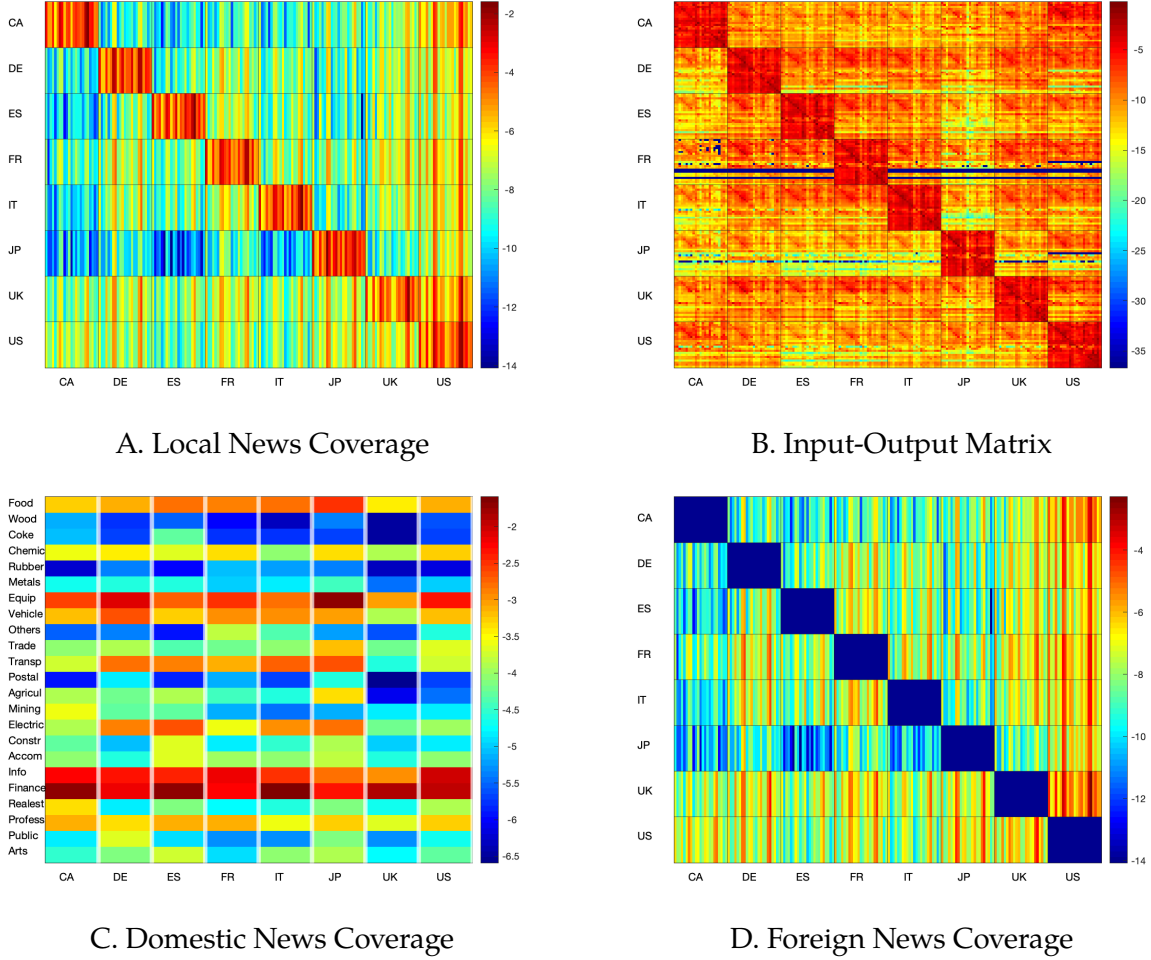 CA
DE
ES
FR
IT
JP
UK
US
CA DE ES FR IT JP UK US
-2
-4
-6
-8
-10
-12
-14
A. Local News Coverage
CA
DE
ES
FR
IT
JP
UK
US
CA DE ES FR IT JP UK US
-5
-10
-15
-20
-25
-30
-35
B. Input-Output Matrix
Food
Wood
Coke
Chemic
Rubber
Metals
Equip
Vehicle
Others
Trade
Transp
Postal
Agricul
Mining
Electric
Constr
Accom
Info
Finance
Realest
Profess
Public
Arts
CA DE ES FR IT JP UK US
-2
-2.5
-3
-3.5
-4
-4.5
-5
-5.5
-6
-6.5
C. Domestic News Coverage
CA
DE
ES
FR
IT
JP
UK
US
CA DE ES FR IT JP UK US
-4
-6
-8
-10
-12
-14
D. Foreign News Coverage